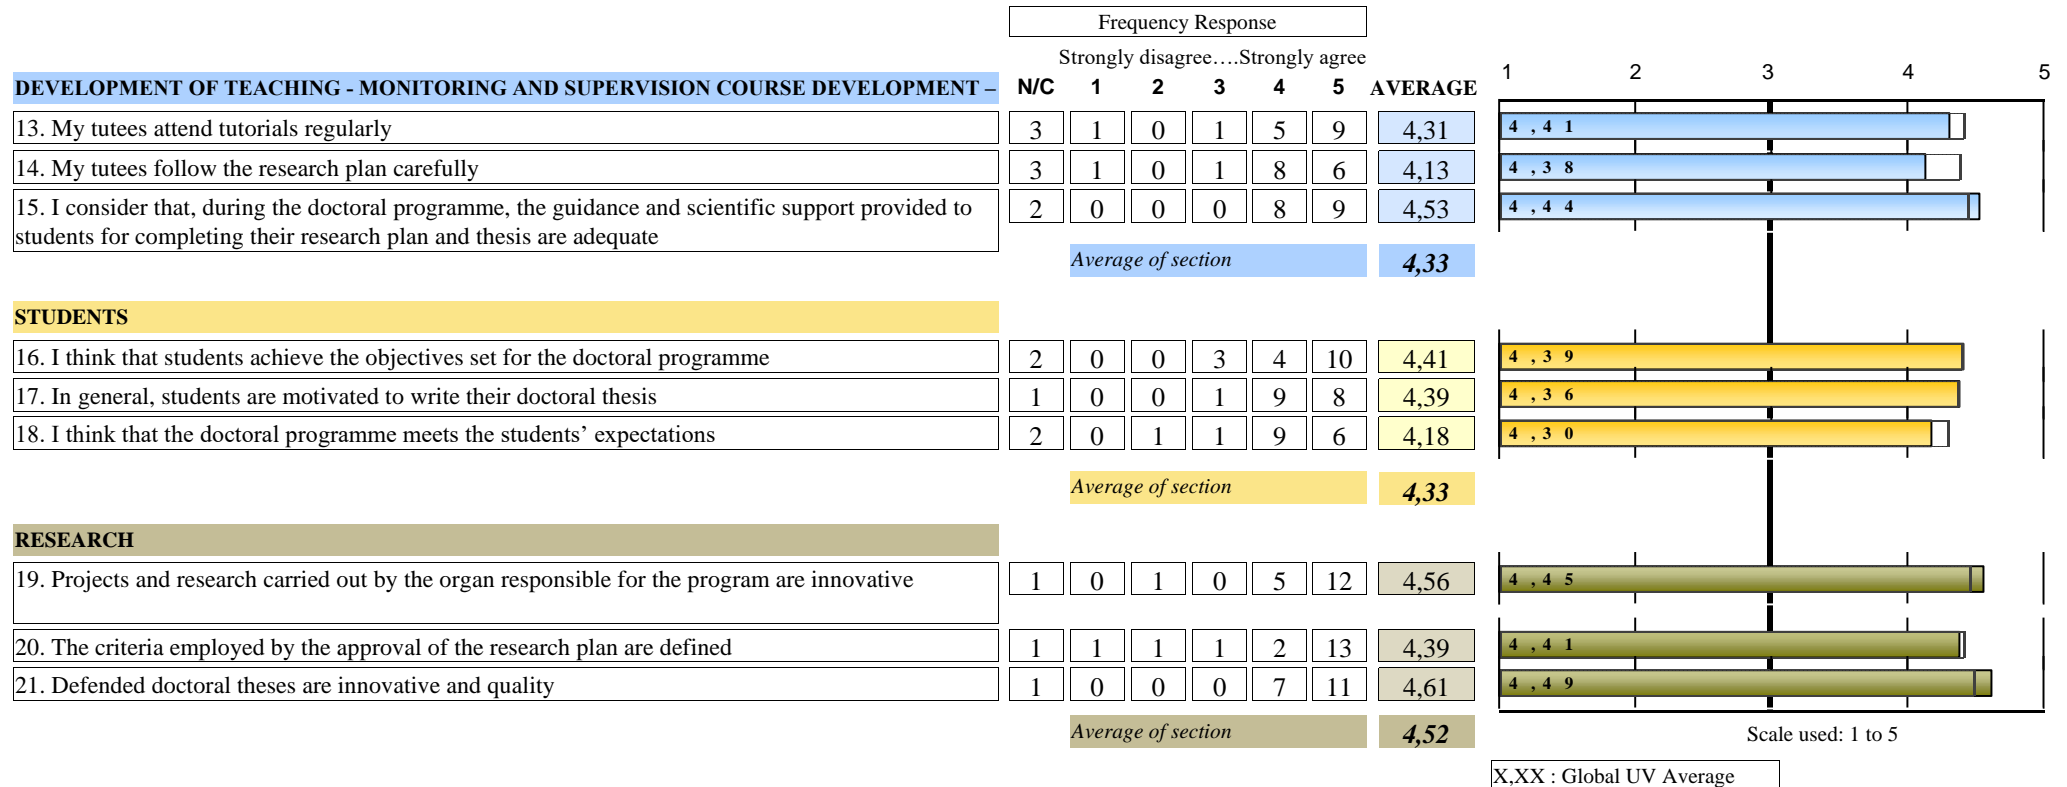 Frequency Response
Strongly disagree….Strongly agree
DEVELOPMENT OF TEACHING - MONITORING AND SUPERVISION COURSE DEVELOPMENT – N/C 1 2 3 4 5 AVERAGE 1 2 3 4 5
13. My tutees attend tutorials regularly 3 1 0 1 5 9 4,31 4,41
14. My tutees follow the research plan carefully 3 1 0 1 8 6 4,13 4,38
15. I consider that, during the doctoral programme, the guidance and scientific support provided to 2 0 0 0 8 9 4,53 4,44
students for completing their research plan and thesis are adequate
Average of section 4,33
STUDENTS
16. I think that students achieve the objectives set for the doctoral programme 2 0 0 3 4 10 4,41 4,39
17. In general, students are motivated to write their doctoral thesis 1 0 0 1 9 8 4,39 4,36
18. I think that the doctoral programme meets the students’ expectations 2 0 1 1 9 6 4,18 4,30
Average of section 4,33
RESEARCH
19. Projects and research carried out by the organ responsible for the program are innovative 1 0 1 0 5 12 4,56 4,45
20. The criteria employed by the approval of the research plan are defined 1 1 1 1 2 13 4,39 4,41
21. Defended doctoral theses are innovative and quality 1 0 0 0 7 11 4,61 4,49
Average of section 4,52
Scale used: 1 to 5
X,XX : Global UV Average